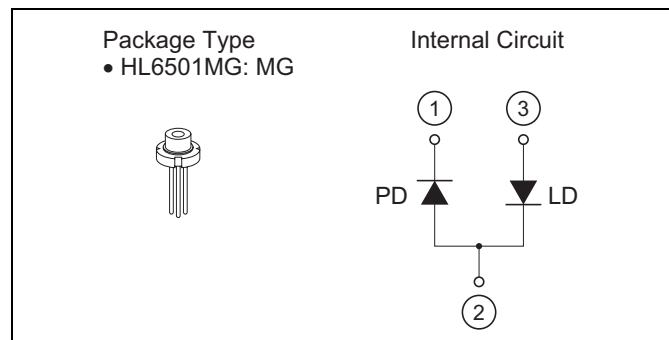 Package Type
• HL6501MG: MG
Internal Circuit
1
3
PD
LD
2